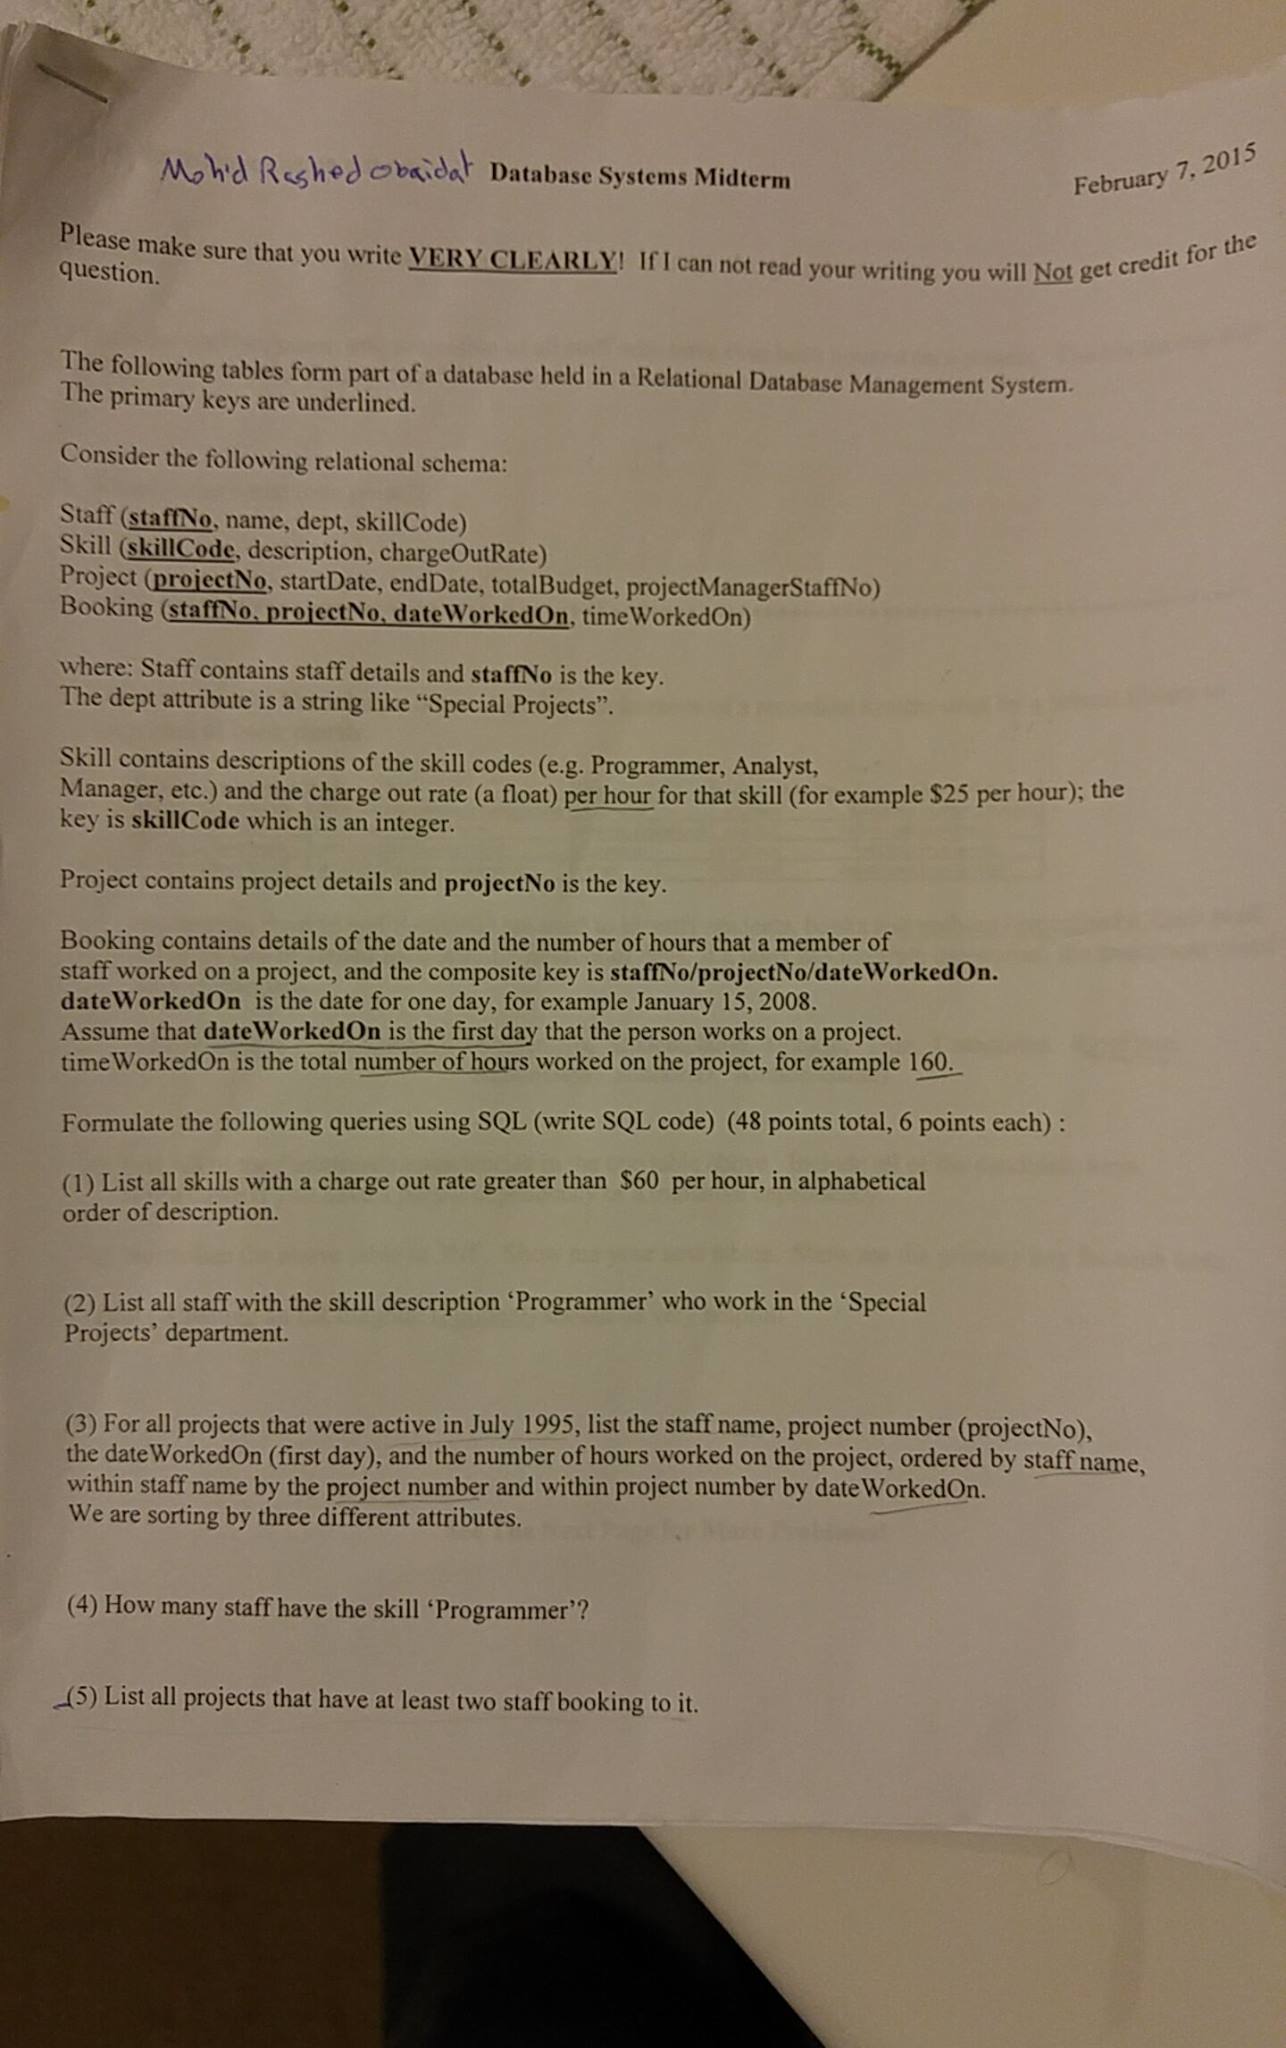 Moh'd Rashed obaidat Database Systems Midterm February 7, 2015
Please make sure that you write VERY CLEARLY! If I can not read your writing you will Not get credit for the
question.
The following tables form part of a database held in a Relational Database Management System.
The primary keys are underlined.
Consider the following relational schema:
Staff (staffNo, name, dept, skillCode)
Skill (skillCode, description, chargeOutRate)
Project (projectNo, startDate, endDate, totalBudget, projectManagerStaffNo)
Booking (staffNo, projectNo, dateWorkedOn, timeWorkedOn)
where: Staff contains staff details and staffNo is the key.
The dept attribute is a string like “Special Projects”.
Skill contains descriptions of the skill codes (e.g. Programmer, Analyst,
Manager, etc.) and the charge out rate (a float) per hour for that skill (for example $25 per hour); the
key is skillCode which is an integer.
Project contains project details and projectNo is the key.
Booking contains details of the date and the number of hours that a member of
staff worked on a project, and the composite key is staffNo/projectNo/dateWorkedOn.
dateWorkedOn is the date for one day, for example January 15, 2008.
Assume that dateWorkedOn is the first day that the person works on a project.
timeWorkedOn is the total number of hours worked on the project, for example 160.
Formulate the following queries using SQL (write SQL code) (48 points total, 6 points each) :
(1) List all skills with a charge out rate greater than $60 per hour, in alphabetical
order of description.
(2) List all staff with the skill description ‘Programmer’ who work in the ‘Special
Projects’ department.
(3) For all projects that were active in July 1995, list the staff name, project number (projectNo),
the dateWorkedOn (first day), and the number of hours worked on the project, ordered by staff name,
within staff name by the project number and within project number by dateWorkedOn.
We are sorting by three different attributes.
(4) How many staff have the skill ‘Programmer’?
(5) List all projects that have at least two staff booking to it.